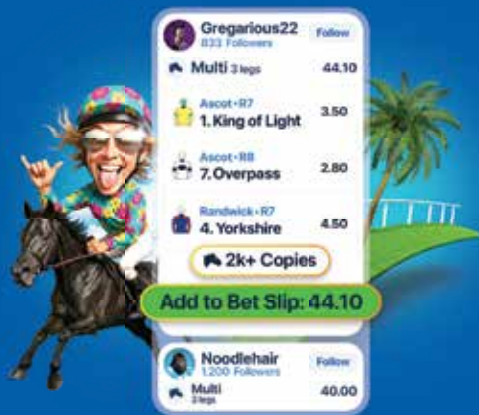 Gregarious22
833 Followers
Follow
Multi 3 legs
44.10
Ascot•R7
1. King of Light
3.50
Ascot•R8
7. Overpass
2.80
Randwick•R7
4. Yorkshire
4.50
2k+ Copies
Add to Bet Slip: 44.10
Noodlehair
1,200 Followers
Follow
Multi
3 legs
40.00